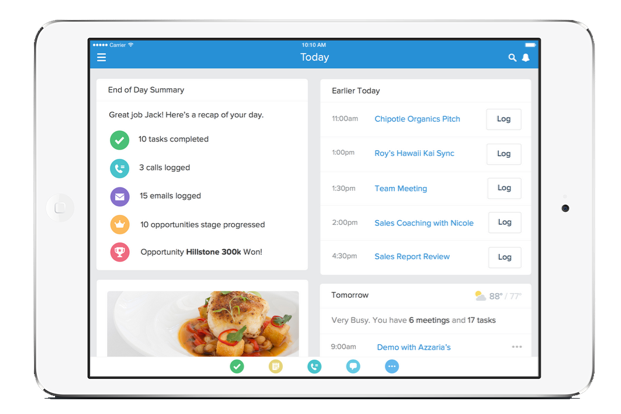 Carrier
10:10 AM
Today
End of Day Summary
Great job Jack! Here's a recap of your day.
10 tasks completed
3 calls logged
15 emails logged
10 opportunities stage progressed
Opportunity Hillstone 300k Won!
Earlier Today
11:00am Chipotle Organics Pitch Log
1:00pm Roy's Hawaii Kai Sync Log
1:30pm Team Meeting Log
2:00pm Sales Coaching with Nicole Log
4:30pm Sales Report Review Log
Tomorrow 88° / 77°
Very Busy. You have 6 meetings and 17 tasks
9:00am Demo with Azzaria's